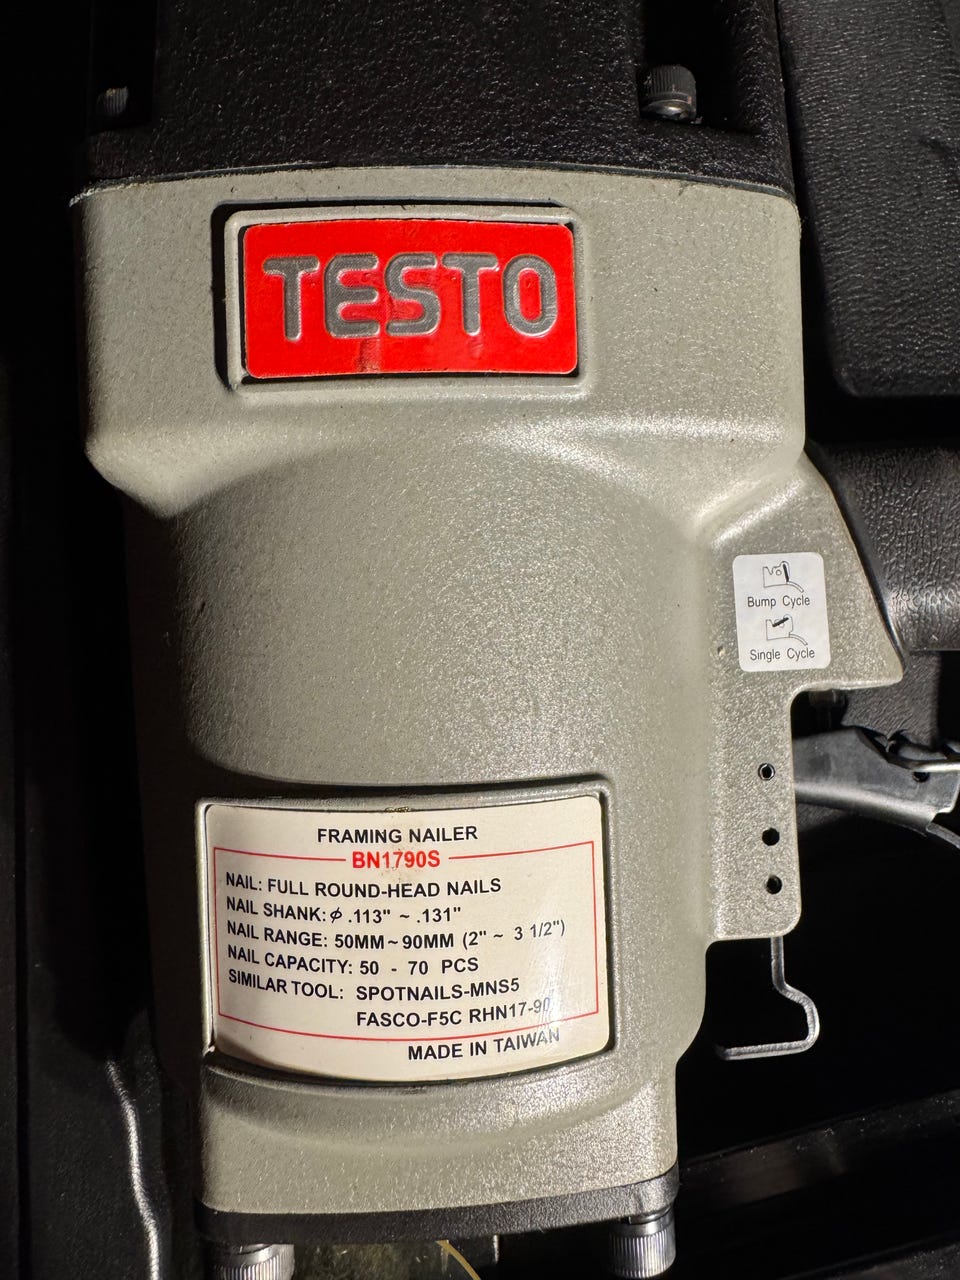 TESTO
Bump Cycle
Single Cycle
FRAMING NAILER
BN1790S
NAIL: FULL ROUND-HEAD NAILS
NAIL SHANK: ϕ .113" ~ .131"
NAIL RANGE: 50MM ~ 90MM (2" ~ 3 1/2")
NAIL CAPACITY: 50 - 70 PCS
SIMILAR TOOL: SPOTNAILS-MNS5
FASCO-F5C RHN17-90
MADE IN TAIWAN